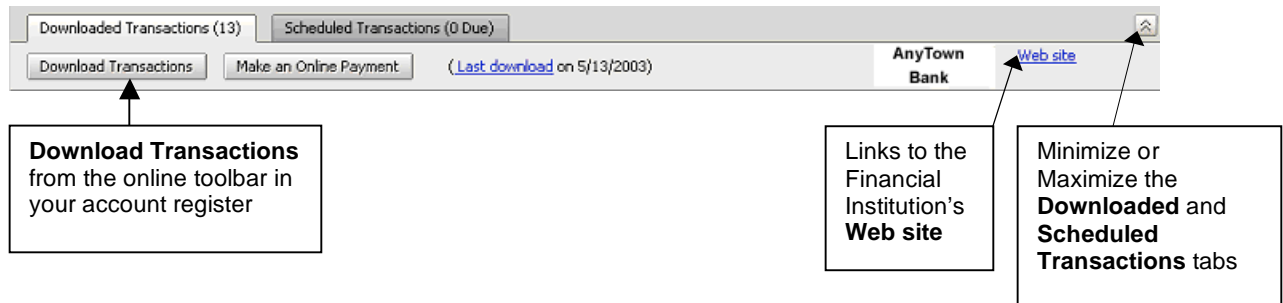 Downloaded Transactions (13)
Scheduled Transactions (0 Due)
Download Transactions
Make an Online Payment
( Last download on 5/13/2003)
AnyTown
Bank
Web site
Download Transactions
from the online toolbar in
your account register
Links to the
Financial
Institution's
Web site
Minimize or
Maximize the
Downloaded and
Scheduled
Transactions tabs